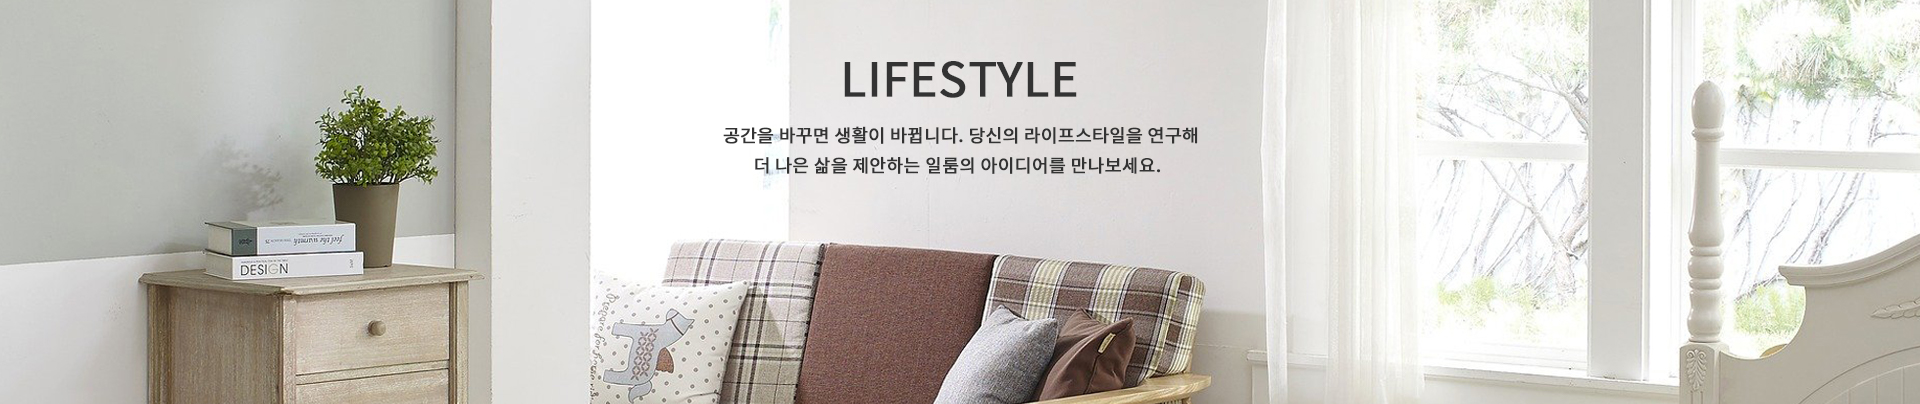 LIFESTYLE
공간을 바꾸면 생활이 바뀝니다. 당신의 라이프스타일을 연구해
더 나은 삶을 제안하는 일룸의 아이디어를 만나보세요.
feel the warmth
DESIGN